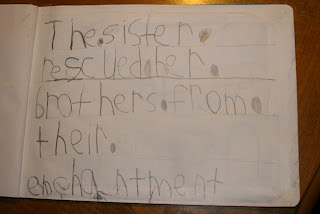 The sister.
rescued her.
brothers.from.
their.
enchantment